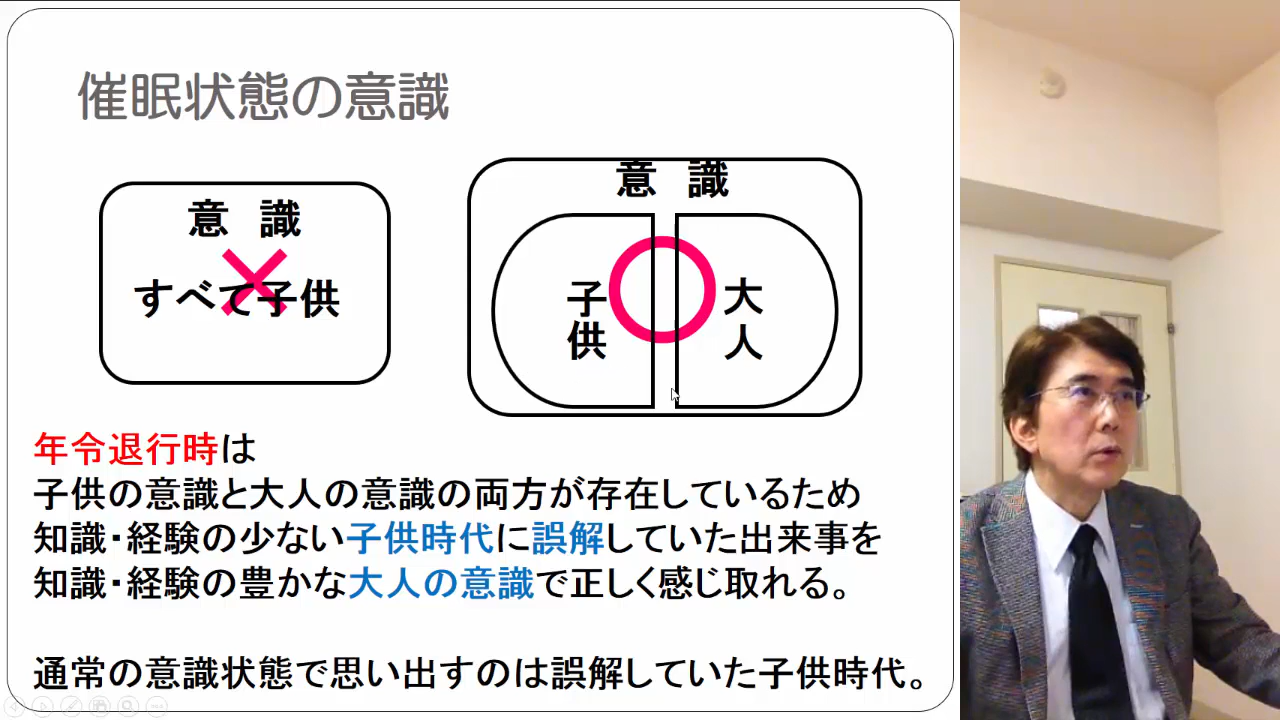 催眠状態の意識
意 識
すべて子供
意 識
子供
大人
年令退行時は
子供の意識と大人の意識の両方が存在しているため
知識・経験の少ない子供時代に誤解していた出来事を
知識・経験の豊かな大人の意識で正しく感じ取れる。
通常の意識状態で思い出すのは誤解していた子供時代。